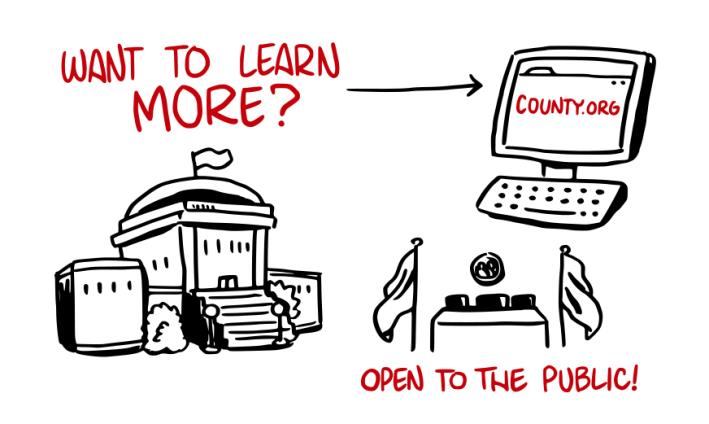 WANT TO LEARN
MORE?
COUNTY.ORG
OPEN TO THE PUBLIC!